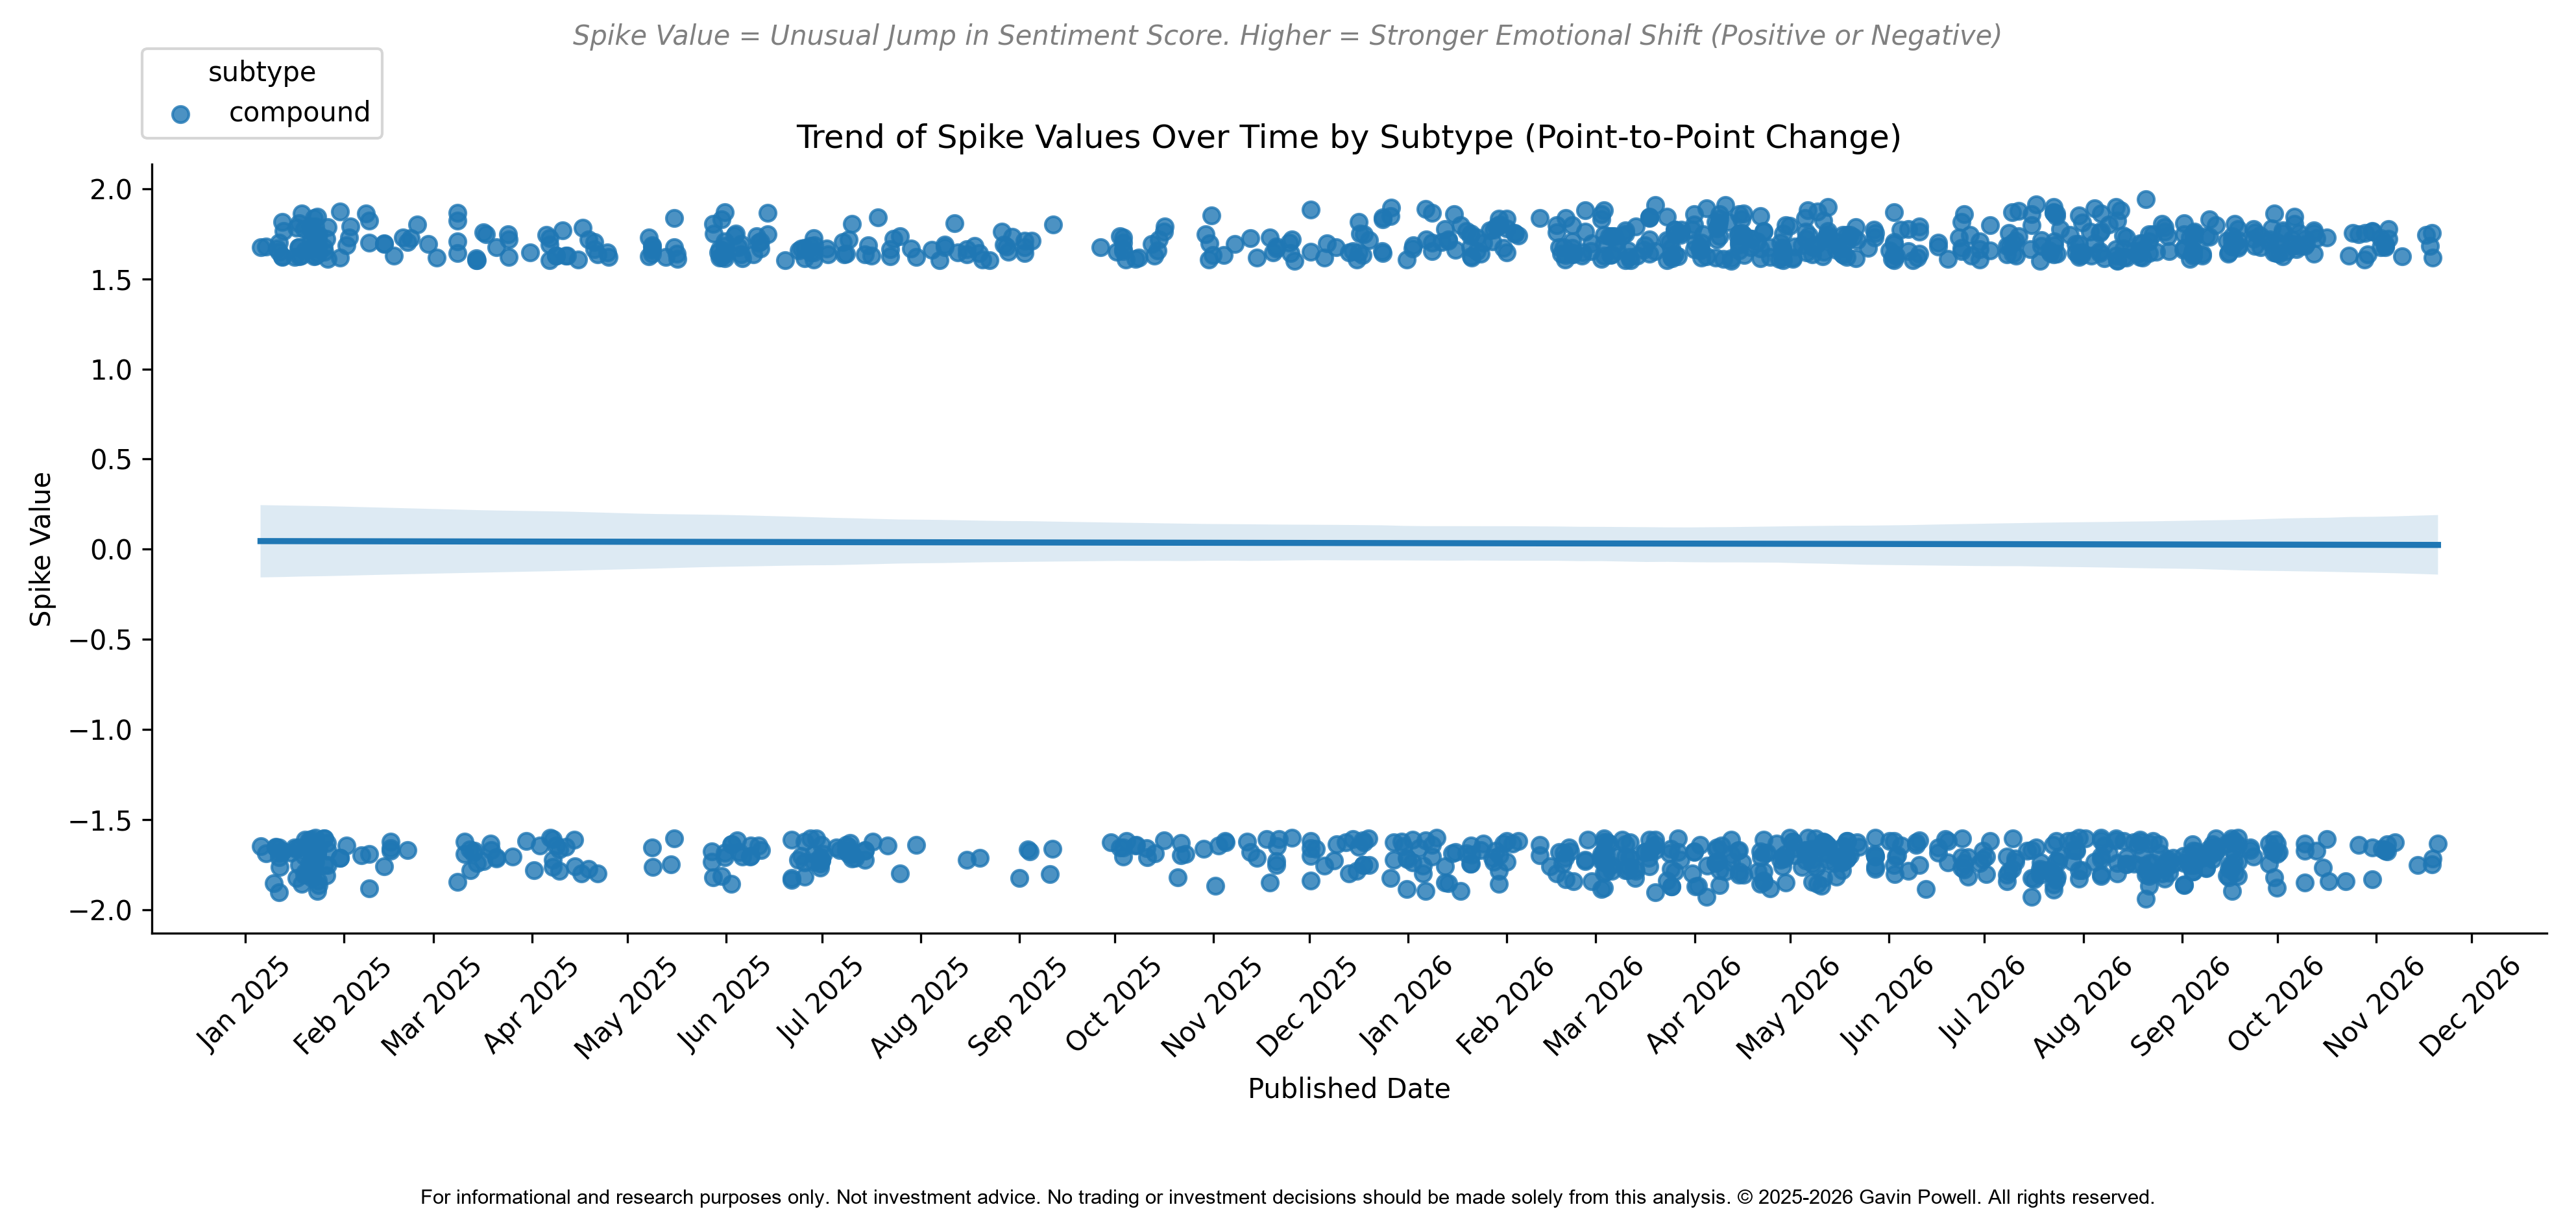 Spike Value = Unusual Jump in Sentiment Score. Higher = Stronger Emotional Shift (Positive or Negative)
subtype
compound
Trend of Spike Values Over Time by Subtype (Point-to-Point Change)
Spike Value
2.0
1.5
1.0
0.5
0.0
−0.5
−1.0
−1.5
−2.0
Jan 2025
Feb 2025
Mar 2025
Apr 2025
May 2025
Jun 2025
Jul 2025
Aug 2025
Sep 2025
Oct 2025
Nov 2025
Dec 2025
Jan 2026
Feb 2026
Mar 2026
Apr 2026
May 2026
Jun 2026
Jul 2026
Aug 2026
Sep 2026
Oct 2026
Nov 2026
Dec 2026
Published Date
For informational and research purposes only. Not investment advice. No trading or investment decisions should be made solely from this analysis. © 2025-2026 Gavin Powell. All rights reserved.